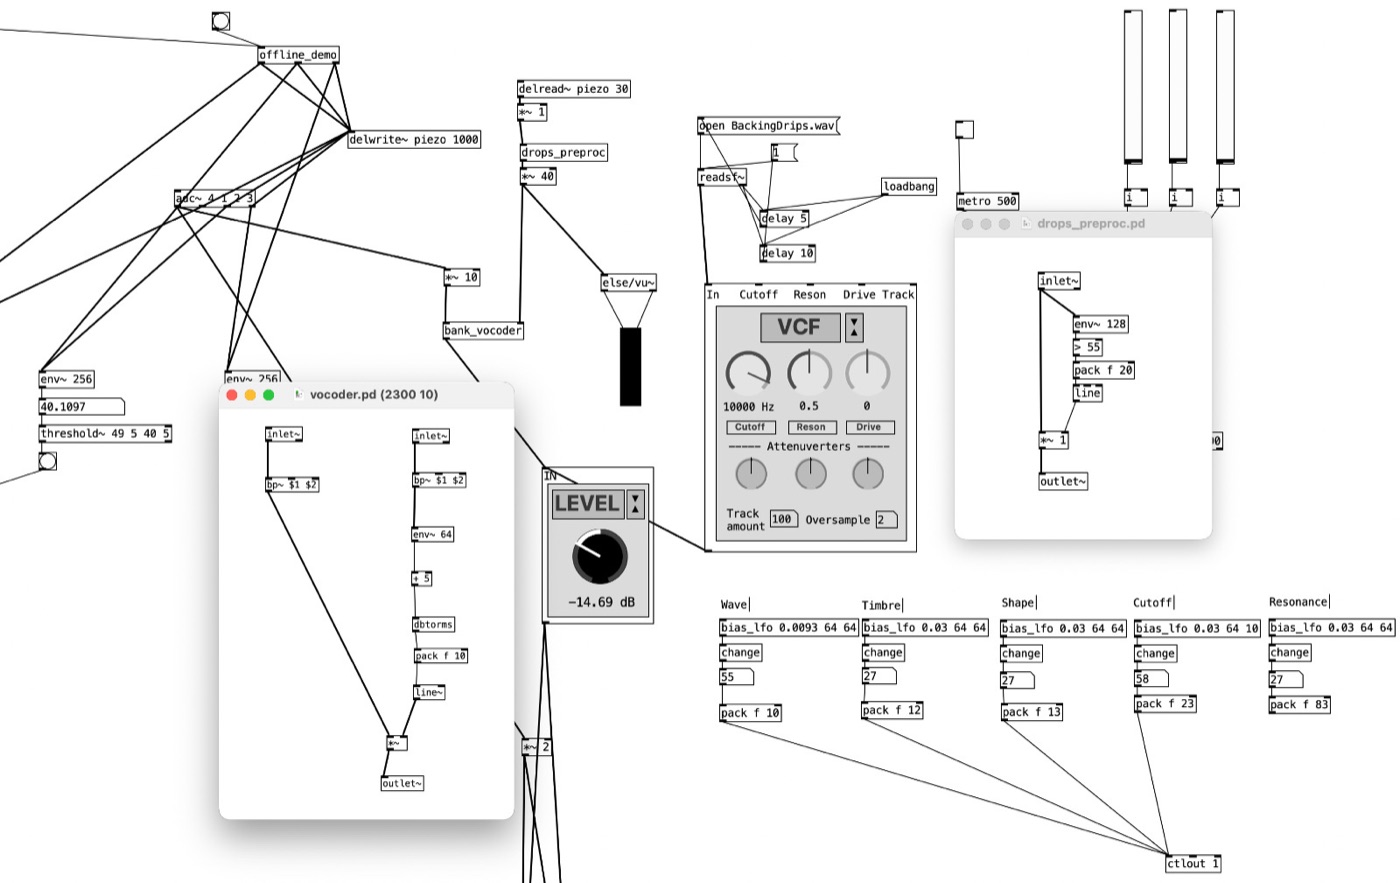 offline_demo
delwrite~ piezo 1000
adc~ 4 1 2 3
env~ 256
40.1097
threshold~ 49 5 40 5
env~ 256
*~ 10
bank_vocoder
delread~ piezo 30
*~ 1
drops_preproc
*~ 40
else/vu~
open BackingDrips.wav
1
readsf~
loadbang
delay 5
delay 10
metro 500
i
i
i
vocoder.pd (2300 10)
inlet~
inlet~
bp~ $1 $2
bp~ $1 $2
env~ 64
+ 5
dbtorms
pack f 10
line~
*~
outlet~
*~ 2
IN
LEVEL
-14.69 dB
In Cutoff Reson Drive Track
VCF
10000 Hz 0.5 0
Cutoff Reson Drive
----- Attenuverters -----
Track
amount 100 Oversample 2
drops_preproc.pd
inlet~
env~ 128
> 55
pack f 20
line
*~ 1
outlet~
Wave
bias_lfo 0.0093 64 64
change
55
pack f 10
Timbre
bias_lfo 0.03 64 64
change
27
pack f 12
Shape
bias_lfo 0.03 64 64
change
27
pack f 13
Cutoff
bias_lfo 0.03 64 10
change
58
pack f 23
Resonance
bias_lfo 0.03 64 64
change
27
pack f 83
ctlout 1